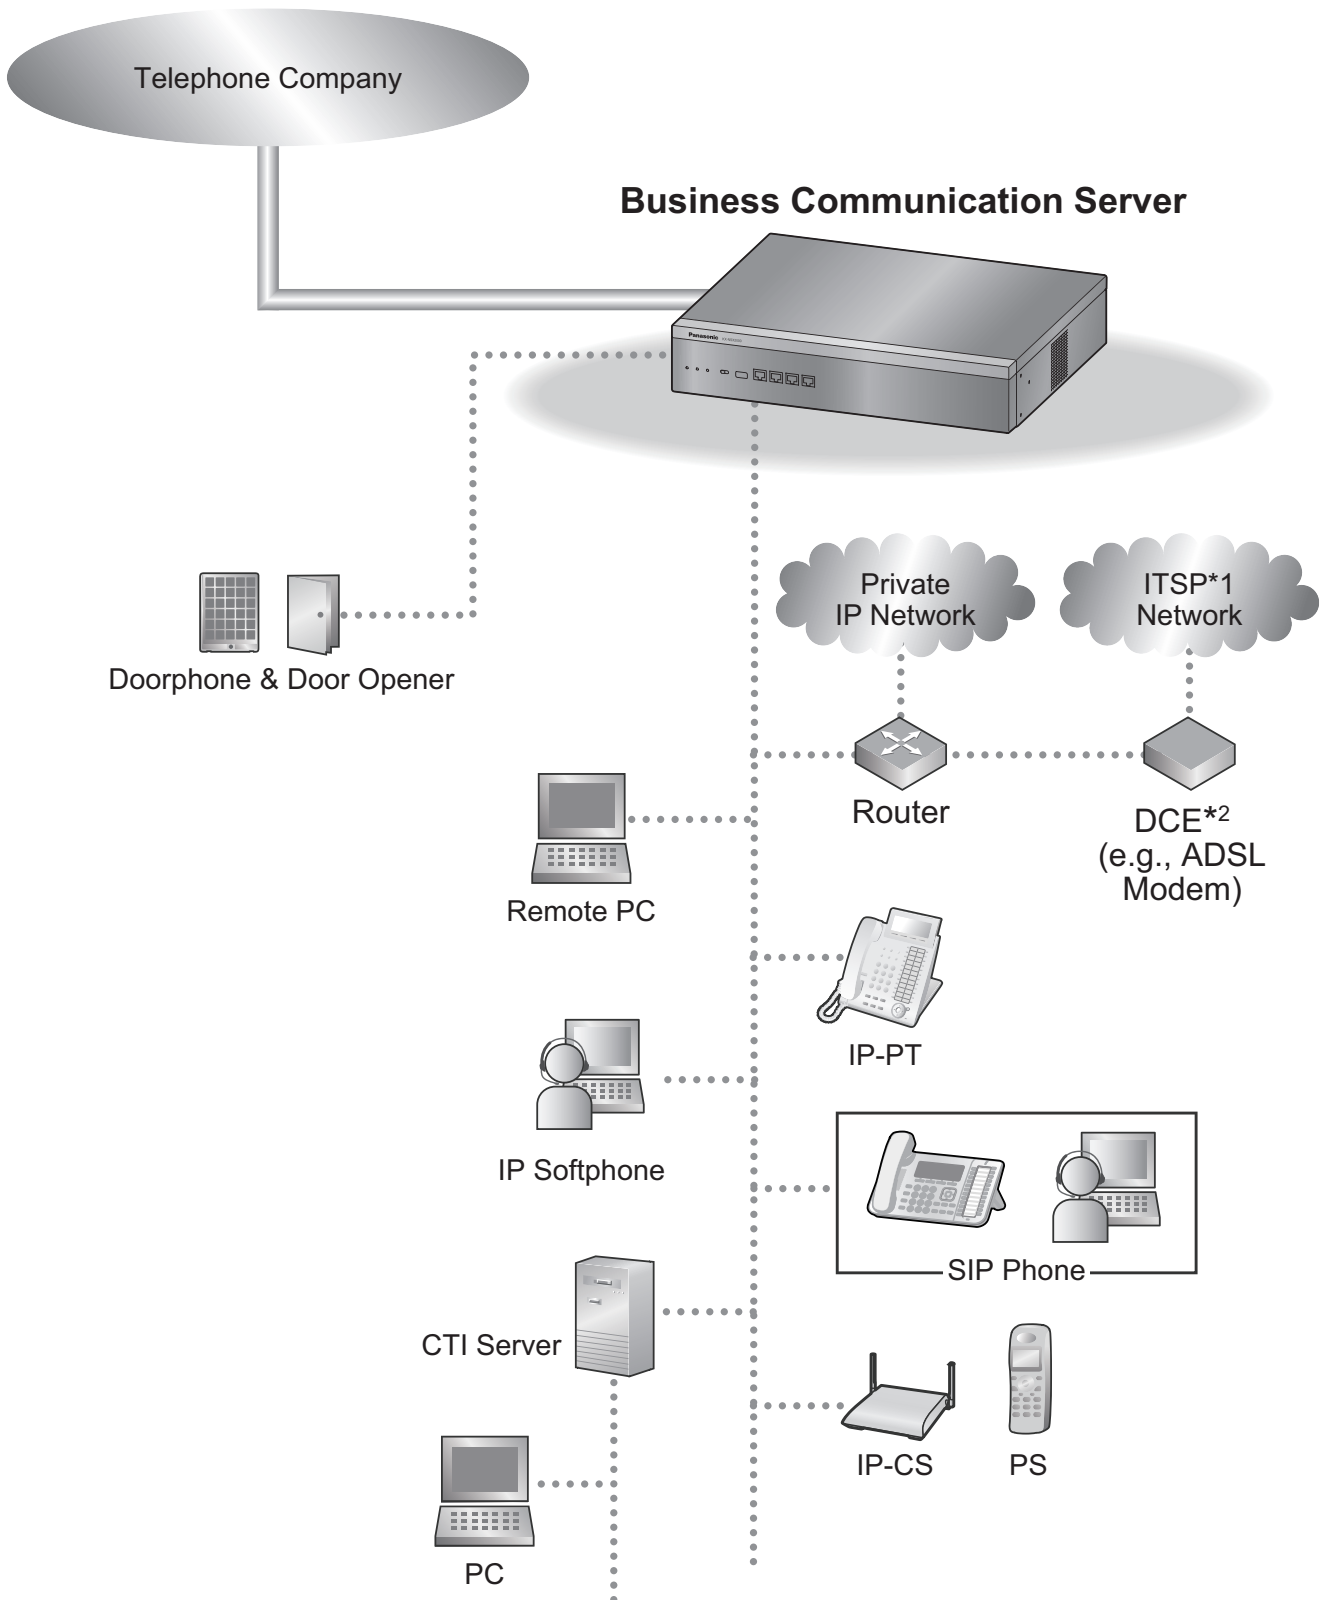 Telephone Company
Business Communication Server
Panasonic
Private
IP Network
ITSP*1
Network
Doorphone & Door Opener
Router
DCE*2
(e.g., ADSL
Modem)
Remote PC
IP-PT
IP Softphone
SIP Phone
CTI Server
IP-CS
PS
PC